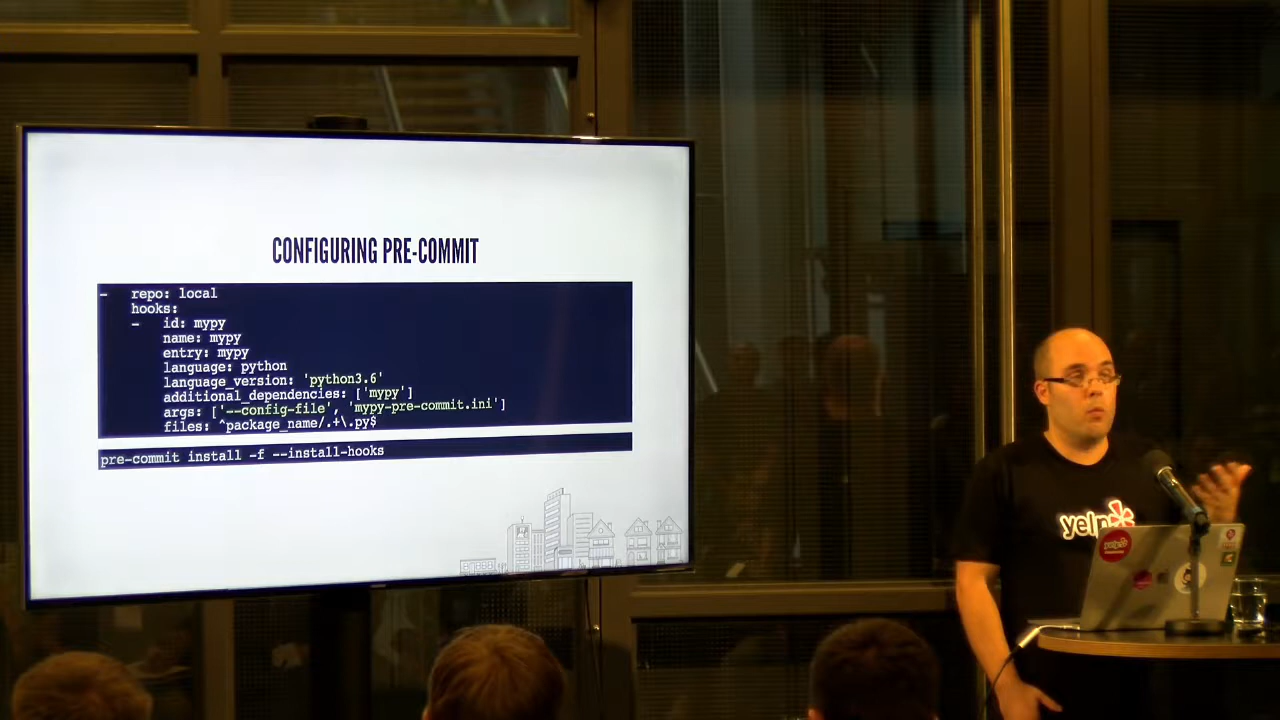 CONFIGURING PRE-COMMIT
- repo: local
hooks:
- id: mypy
name: mypy
entry: mypy
language: python
language_version: 'python3.6'
additional_dependencies: ['mypy']
args: ['--config-file', 'mypy-pre-commit.ini']
files: ^package_name/.+\.py$
pre-commit install -f --install-hooks
yelp